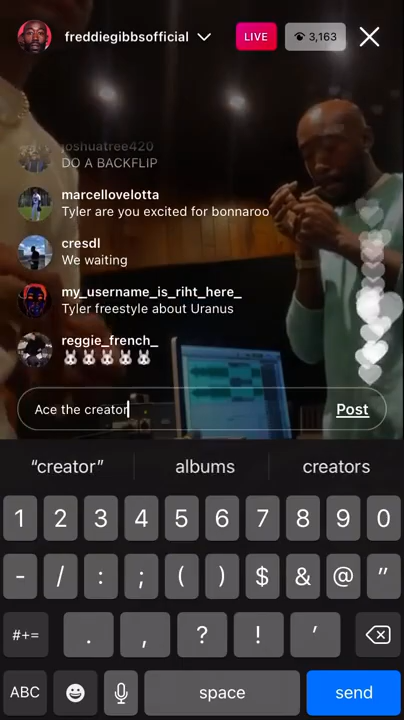 freddiegibbsofficial
LIVE
3,163
joshuatree420
DO A BACKFLIP
marcellovelotta
Tyler are you excited for bonnaroo
cresdl
We waiting
my_username_is_riht_here_
Tyler freestyle about Uranus
reggie_french_
🐰🐰🐰🐰🐰
Ace the creator
Post
“creator” albums creators
1 2 3 4 5 6 7 8 9 0
- / : ; ( ) $ & @ ”
#+= . , ? ! ’
ABC space send